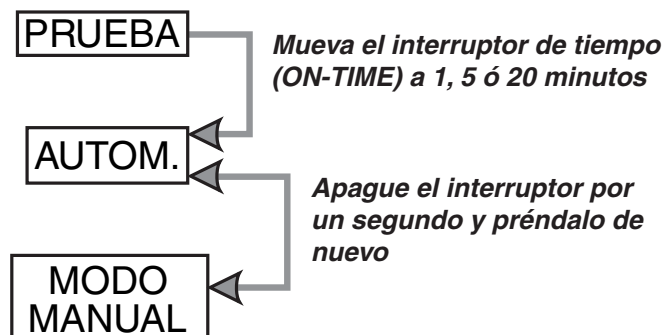 PRUEBA
Mueva el interruptor de tiempo
(ON-TIME) a 1, 5 ó 20 minutos
AUTOM.
Apague el interruptor por
un segundo y préndalo de
nuevo
MODO
MANUAL